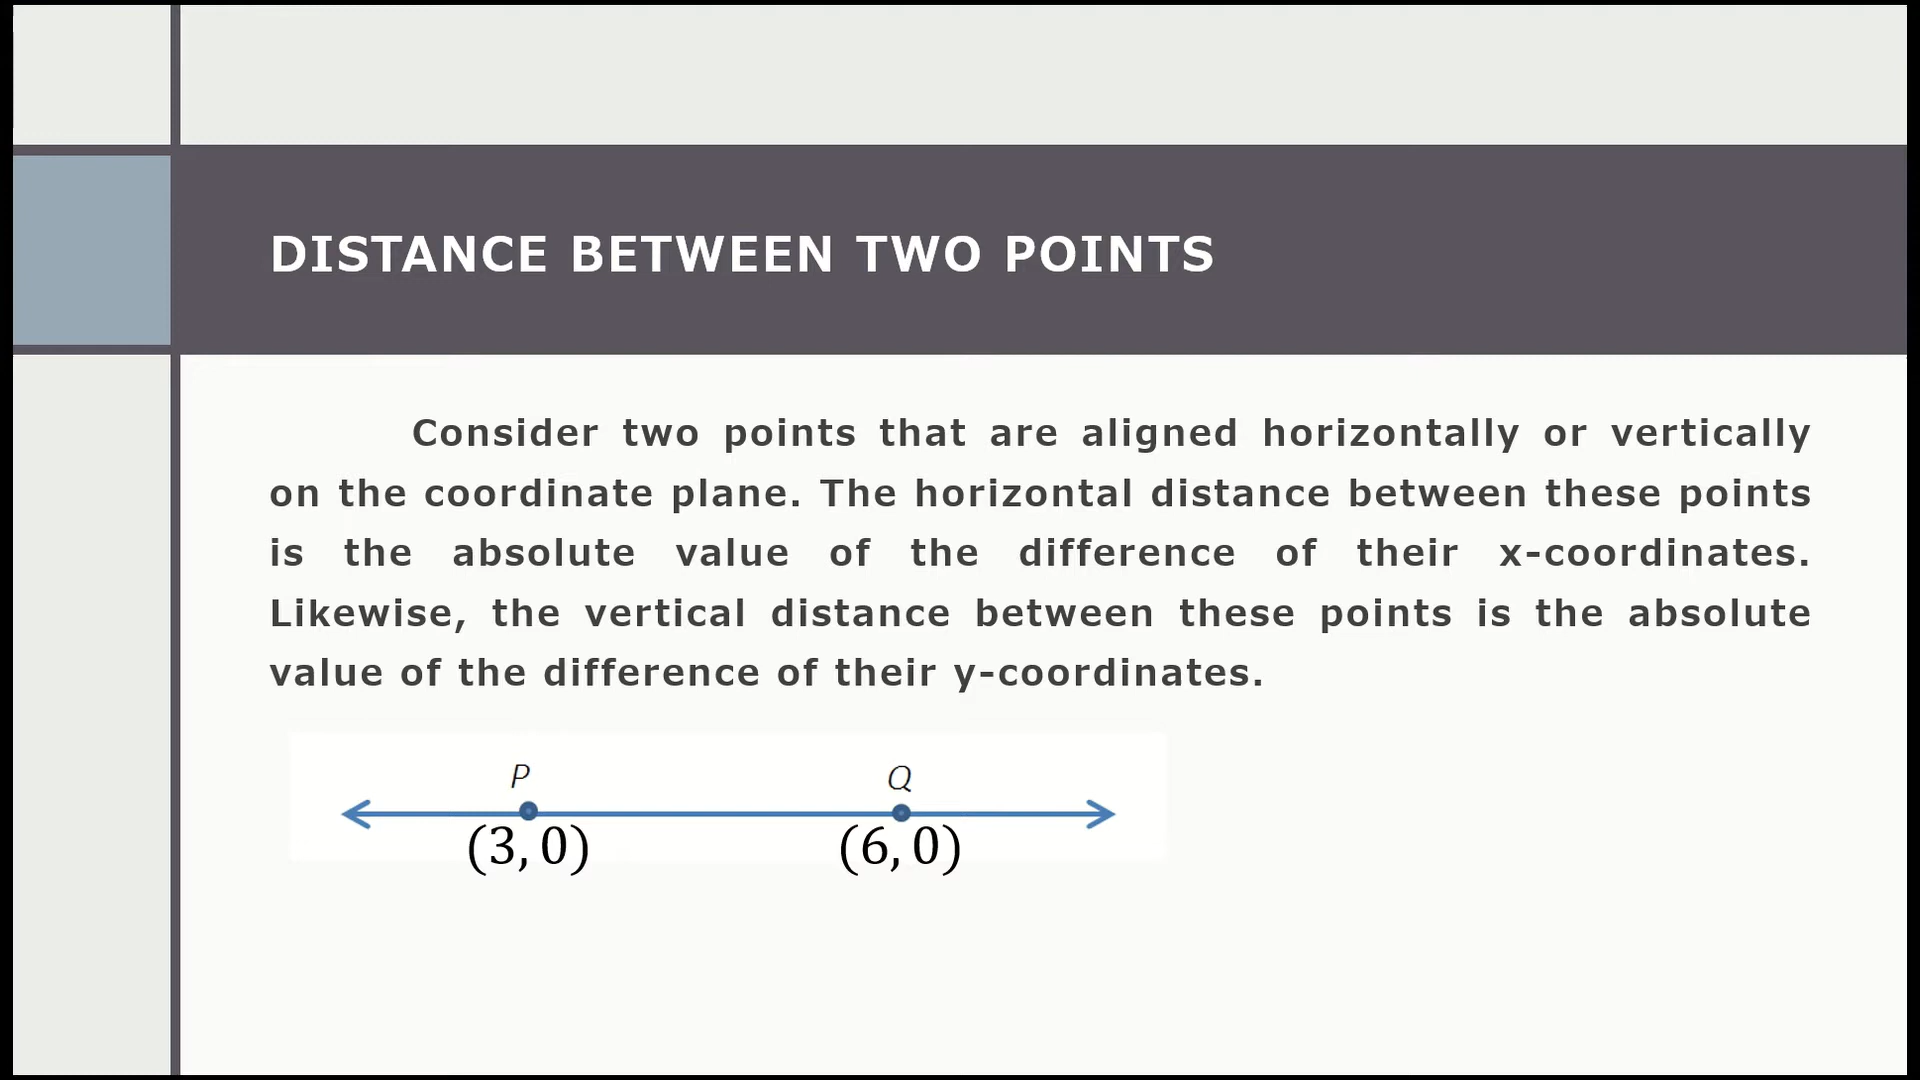 DISTANCE BETWEEN TWO POINTS
Consider two points that are aligned horizontally or vertically
on the coordinate plane. The horizontal distance between these points
is the absolute value of the difference of their x-coordinates.
Likewise, the vertical distance between these points is the absolute
value of the difference of their y-coordinates.
P Q
(3, 0) (6, 0)